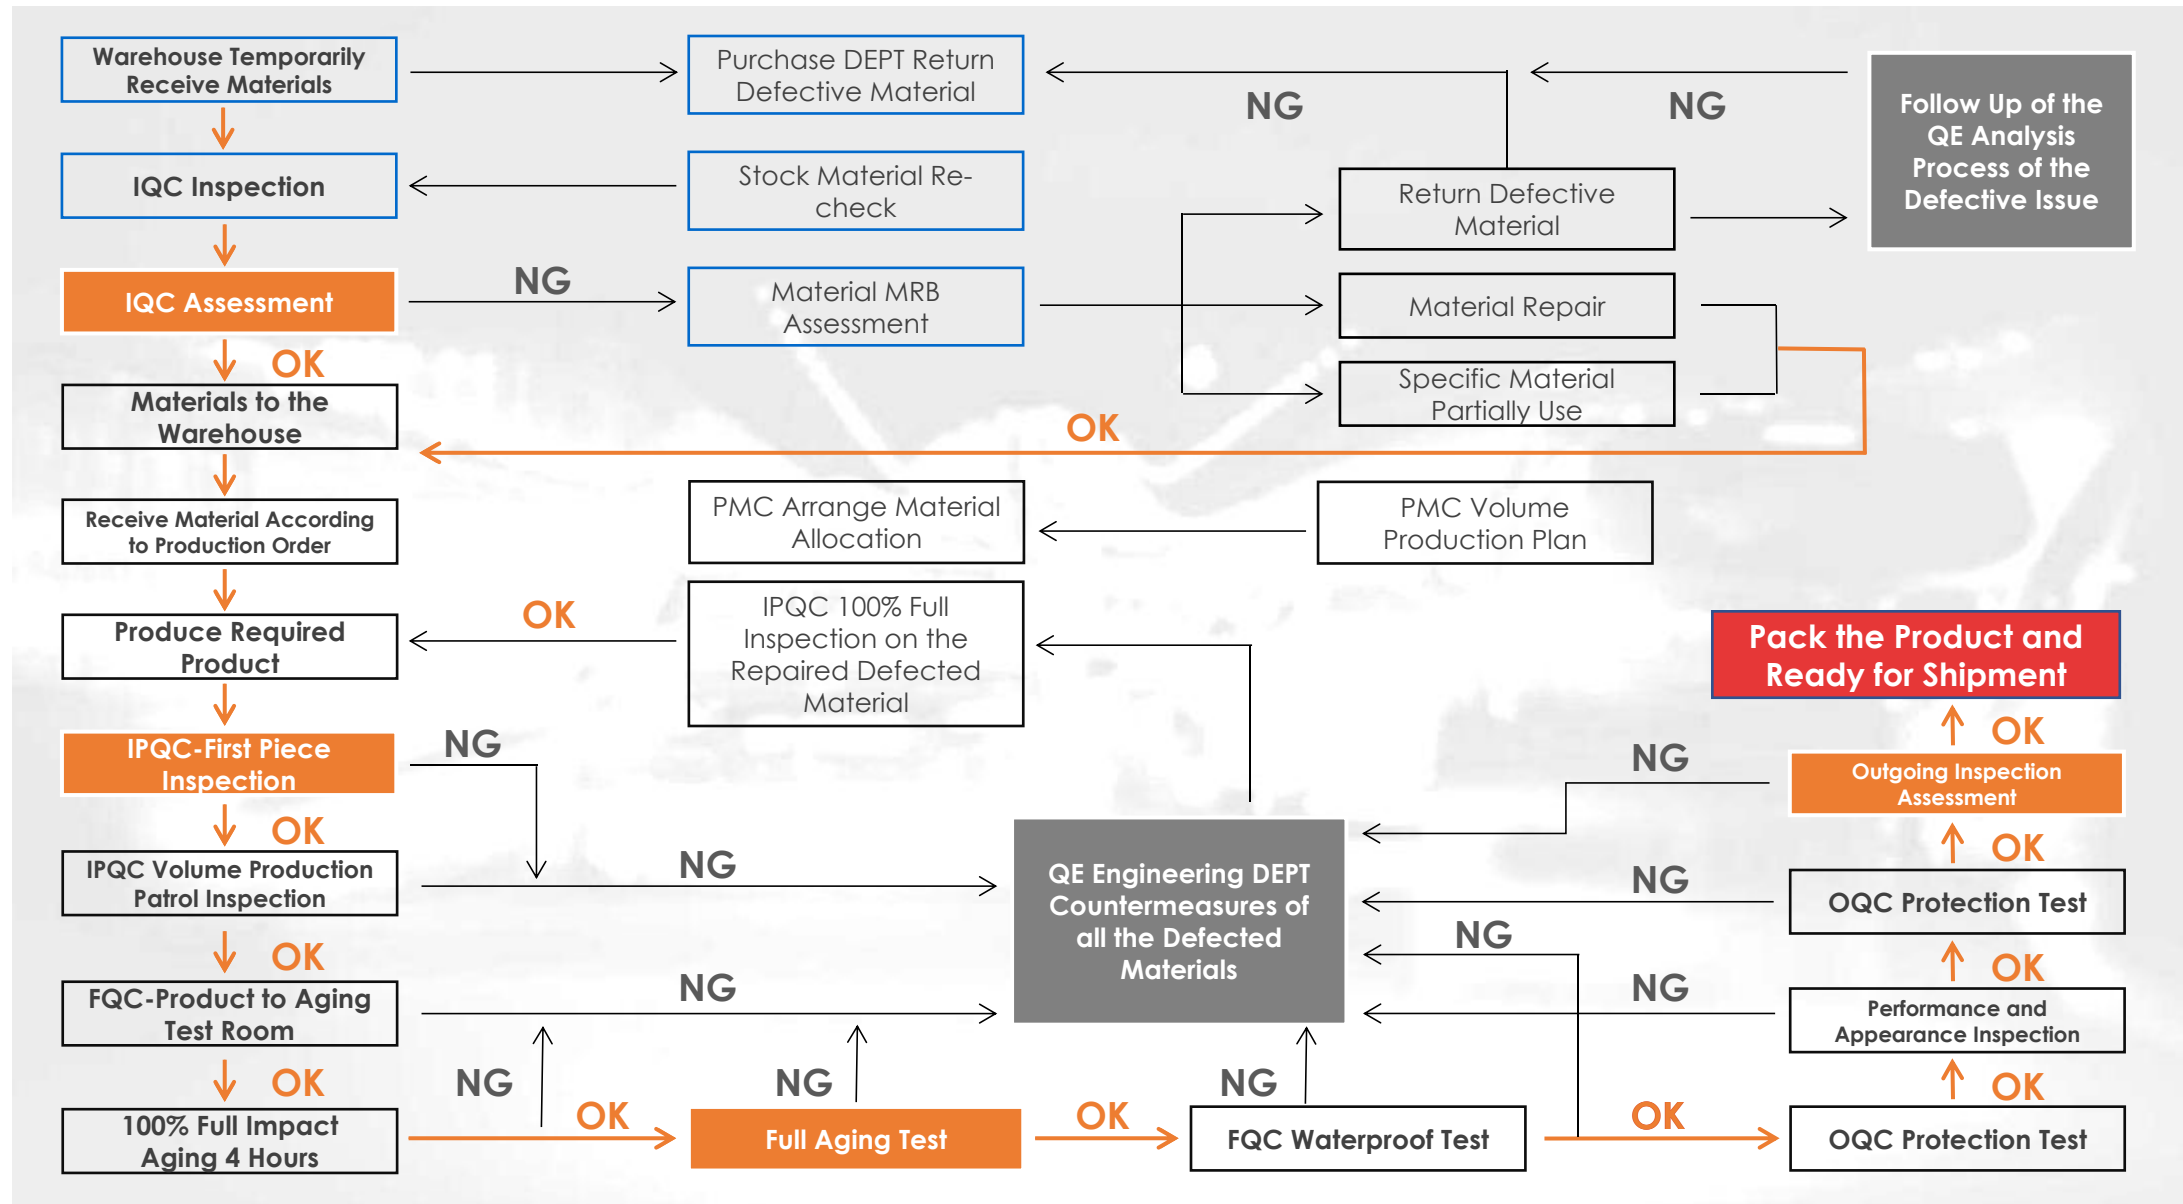 Warehouse Temporarily
Receive Materials
Purchase DEPT Return
Defective Material
NG
NG
Follow Up of the
QE Analysis
Process of the
Defective Issue
IQC Inspection
Stock Material Re-
check
Return Defective
Material
IQC Assessment
NG
Material MRB
Assessment
Material Repair
OK
Materials to the
Warehouse
Specific Material
Partially Use
OK
Receive Material According
to Production Order
PMC Arrange Material
Allocation
PMC Volume
Production Plan
Produce Required
Product
OK
IPQC 100% Full
Inspection on the
Repaired Defected
Material
Pack the Product and
Ready for Shipment
OK
IPQC-First Piece
Inspection
NG
NG
Outgoing Inspection
Assessment
OK
OK
IPQC Volume Production
Patrol Inspection
NG
QE Engineering DEPT
Countermeasures of
all the Defected
Materials
NG
OQC Protection Test
NG
OK
OK
FQC-Product to Aging
Test Room
NG
NG
Performance and
Appearance Inspection
OK
NG
NG
NG
OK
100% Full Impact
Aging 4 Hours
OK
Full Aging Test
OK
FQC Waterproof Test
OK
OQC Protection Test